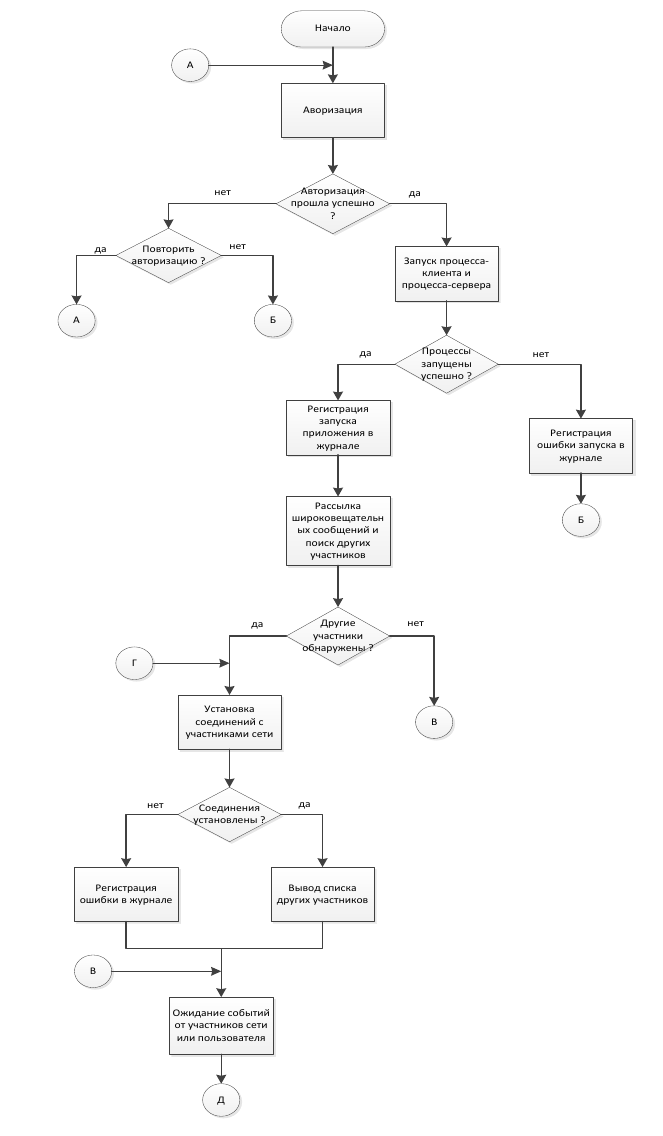 Начало
А
Аворизация
Авторизация
прошла успешно
?
нет
да
Повторить
авторизацию ?
да
нет
Запуск процесса-
клиента и
процесса-сервера
А
Б
Процессы
запущены
успешно ?
да
нет
Регистрация
запуска
приложения в
журнале
Регистрация
ошибки запуска в
журнале
Рассылка
широковещательн
ых сообщений и
поиск других
участников
Б
Другие
участники
обнаружены ?
да
нет
Г
Установка
соединений с
участниками сети
В
Соединения
установлены ?
нет
да
Регистрация
ошибки в журнале
Вывод списка
других участников
В
Ожидание событий
от участников сети
или пользователя
Д